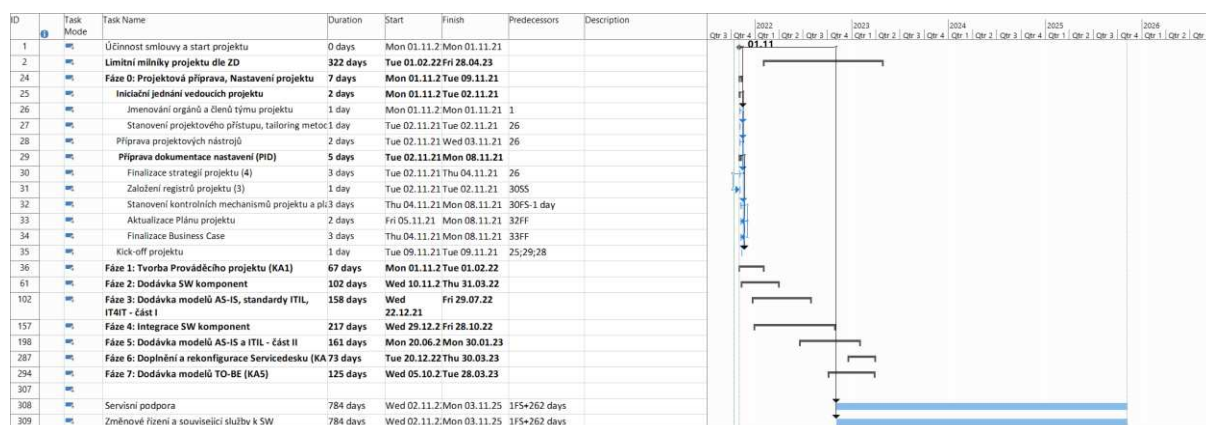 ID Task Mode Task Name Duration Start Finish Predecessors Description 2022 2023 2024 2025 2026
Qtr 3 Qtr 4 Qtr 1 Qtr 2 Qtr 3 Qtr 4 Qtr 1 Qtr 2 Qtr 3 Qtr 4 Qtr 1 Qtr 2 Qtr 3 Qtr 4 Qtr 1 Qtr 2 Qtr 3 Qtr 4 Qtr 1 Qtr 2
1 Účinnost smlouvy a start projektu 0 days Mon 01.11.2 Mon 01.11.21 01.11
2 Limitní milníky projektu dle ZD 322 days Tue 01.02.22 Fri 28.04.23
24 Fáze 0: Projektová příprava, Nastavení projektu 7 days Mon 01.11.2 Tue 09.11.21
25 Iniciační jednání vedoucích projektu 2 days Mon 01.11.2 Tue 02.11.21
26 Jmenování orgánů a členů týmu projektu 1 day Mon 01.11.2 Mon 01.11.21 1
27 Stanovení projektového přístupu, tailoring metoc 1 day Tue 02.11.21 Tue 02.11.21 26
28 Příprava projektových nástrojů 2 days Tue 02.11.21 Wed 03.11.21 26
29 Příprava dokumentace nastavení (PID) 5 days Tue 02.11.21 Mon 08.11.21
30 Finalizace strategií projektu (4) 3 days Tue 02.11.21 Thu 04.11.21 26
31 Založení registrů projektu (3) 1 day Tue 02.11.21 Tue 02.11.21 30SS
32 Stanovení kontrolních mechanismů projektu a plá 3 days Thu 04.11.21 Mon 08.11.21 30FS-1 day
33 Aktualizace Plánu projektu 2 days Fri 05.11.21 Mon 08.11.21 32FF
34 Finalizace Business Case 3 days Thu 04.11.21 Mon 08.11.21 33FF
35 Kick-off projektu 1 day Tue 09.11.21 Tue 09.11.21 25;29;28
36 Fáze 1: Tvorba Prováděcího projektu (KA1) 67 days Mon 01.11.2 Tue 01.02.22
61 Fáze 2: Dodávka SW komponent 102 days Wed 10.11.2 Thu 31.03.22
102 Fáze 3: Dodávka modelů AS-IS, standardy ITIL, 158 days Wed Fri 29.07.22
IT4IT - část I 22.12.21
157 Fáze 4: Integrace SW komponent 217 days Wed 29.12.2 Fri 28.10.22
198 Fáze 5: Dodávka modelů AS-IS a ITIL - část II 161 days Mon 20.06.2 Mon 30.01.23
287 Fáze 6: Doplnění a rekonfigurace Servicedesku (KA 73 days Tue 20.12.22 Thu 30.03.23
294 Fáze 7: Dodávka modelů TO-BE (KA5) 125 days Wed 05.10.2 Tue 28.03.23
307
308 Servisní podpora 784 days Wed 02.11.2 Mon 03.11.25 1FS+262 days
309 Změnové řízení a související služby k SW 784 days Wed 02.11.2 Mon 03.11.25 1FS+262 days